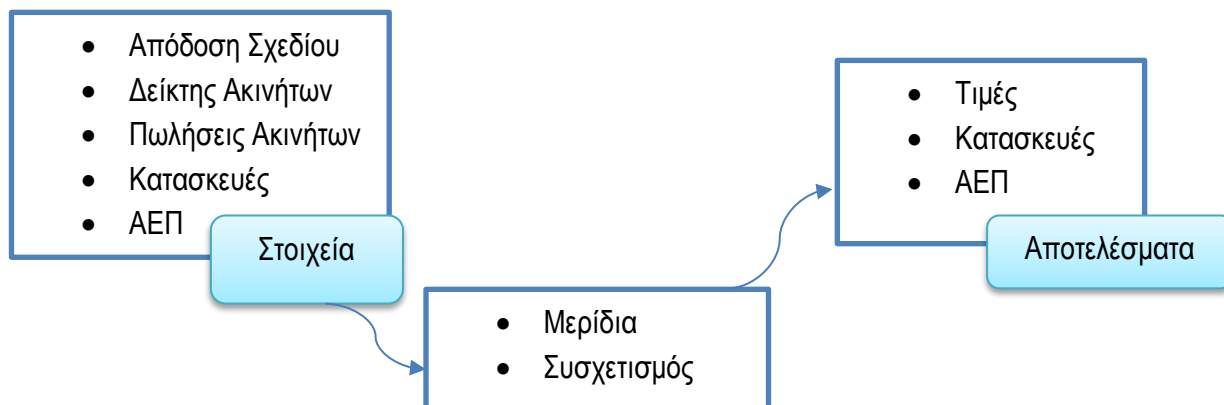 • Απόδοση Σχεδίου
• Δείκτης Ακινήτων
• Πωλήσεις Ακινήτων
• Κατασκευές
• ΑΕΠ
Στοιχεία
• Μερίδια
• Συσχετισμός
• Τιμές
• Κατασκευές
• ΑΕΠ
Αποτελέσματα